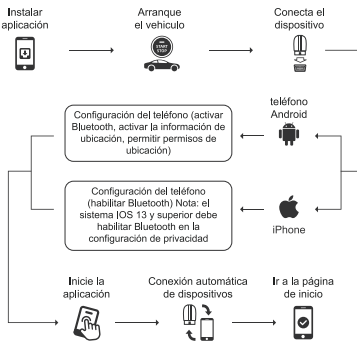 Instalar
aplicación
Arranque
el vehiculo
START
STOP
Conecta el
dispositivo
teléfono
Android
Configuración del teléfono (activar
Bluetooth, activar la información de
ubicación, permitir permisos de
ubicación)
Configuración del teléfono
(habilitar Bluetooth) Nota: el
sistema IOS 13 y superior debe
habilitar Bluetooth en la
configuración de privacidad
iPhone
Inicie la
aplicación
Conexión automática
de dispositivos
Ir a la página
de inicio